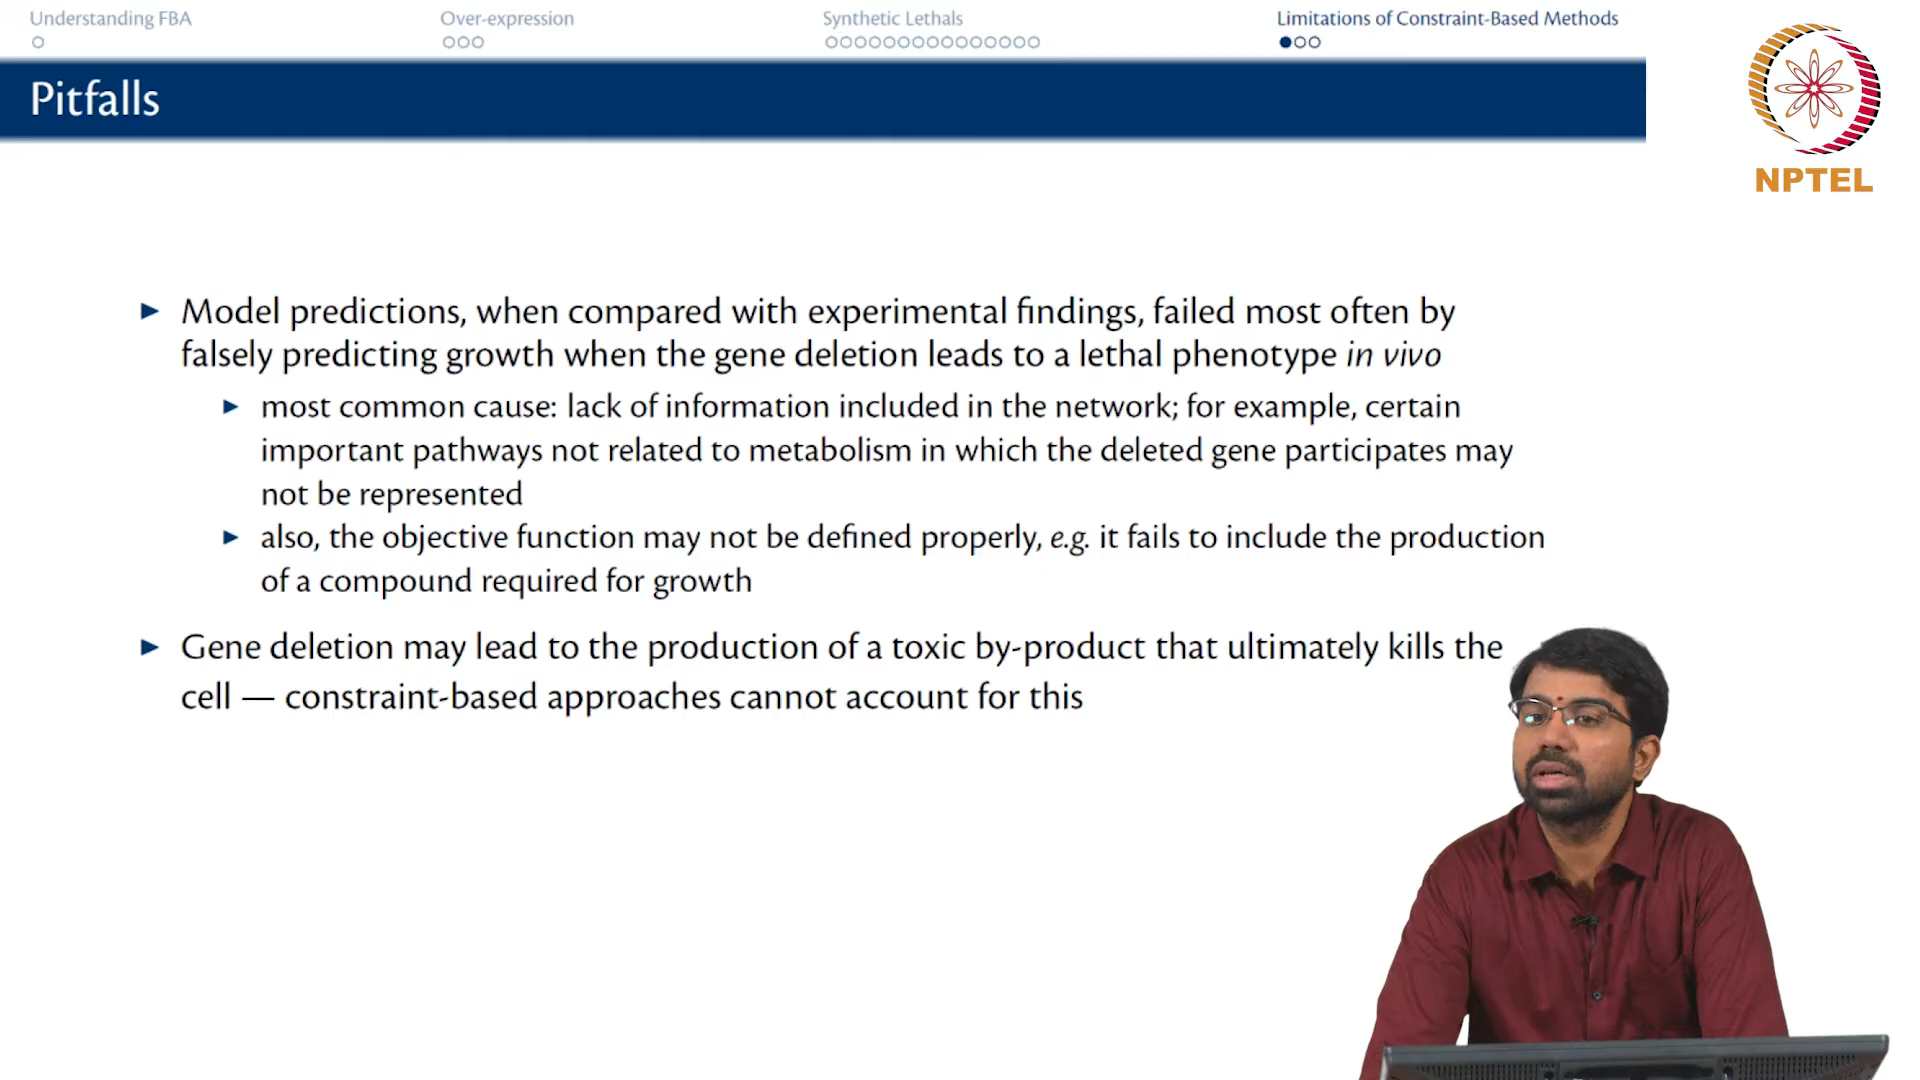 Understanding FBA
Over-expression
Synthetic Lethals
Limitations of Constraint-Based Methods
Pitfalls
NPTEL
Model predictions, when compared with experimental findings, failed most often by
falsely predicting growth when the gene deletion leads to a lethal phenotype in vivo
most common cause: lack of information included in the network; for example, certain
important pathways not related to metabolism in which the deleted gene participates may
not be represented
also, the objective function may not be defined properly, e.g. it fails to include the production
of a compound required for growth
Gene deletion may lead to the production of a toxic by-product that ultimately kills the
cell — constraint-based approaches cannot account for this